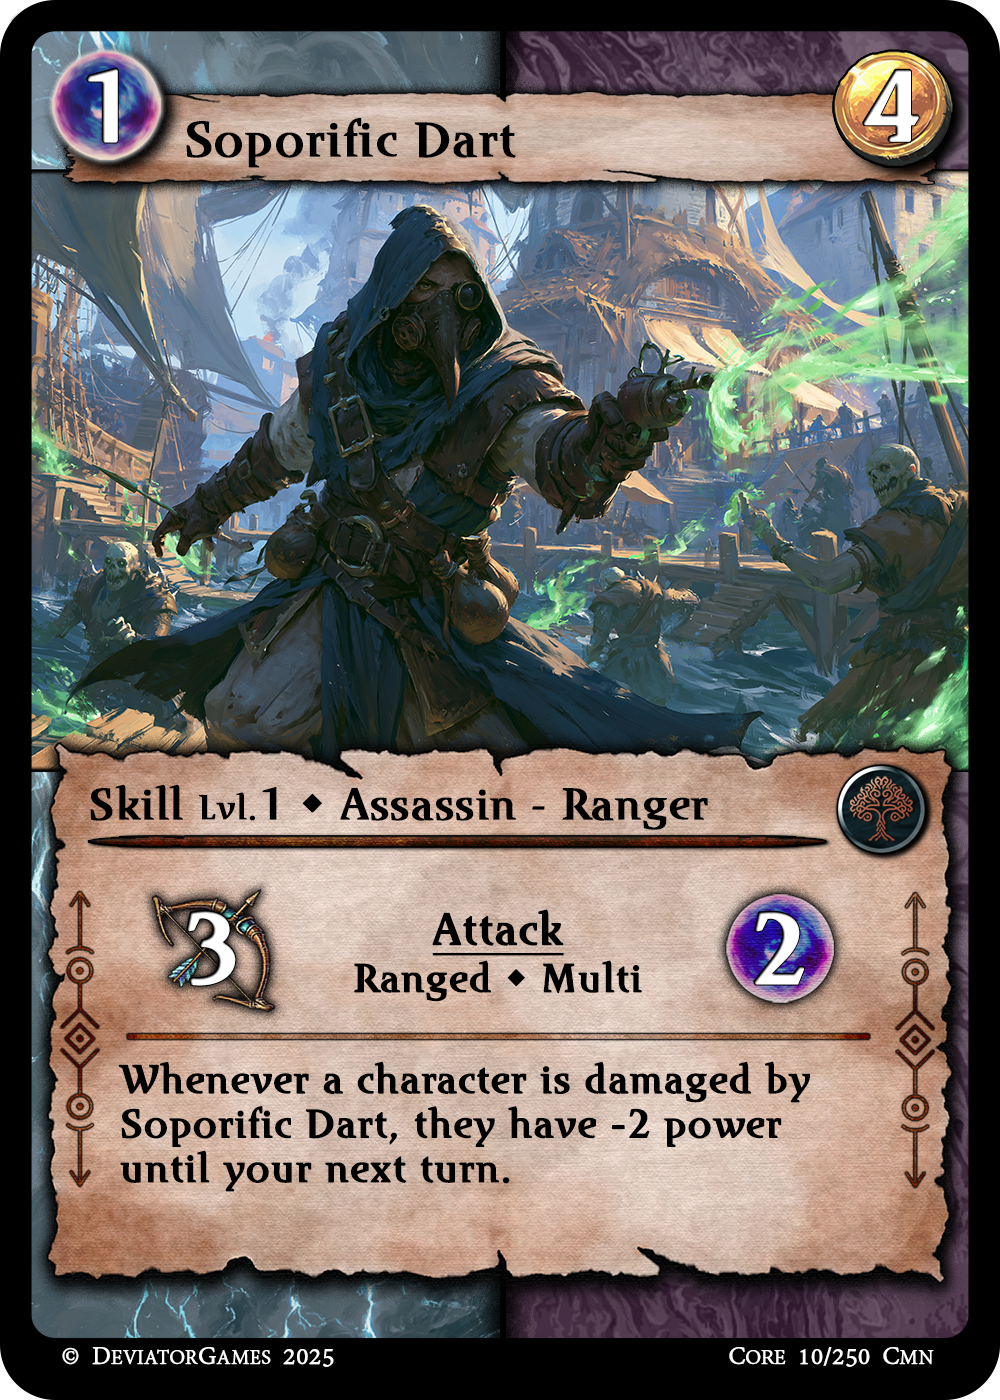 1
Soporific Dart
4
Skill Lvl.1 ◆ Assassin - Ranger
3
Attack
Ranged ◆ Multi
2
Whenever a character is damaged by
Soporific Dart, they have -2 power
until your next turn.
© DeviatorGames 2025
Core 10/250 Cmn